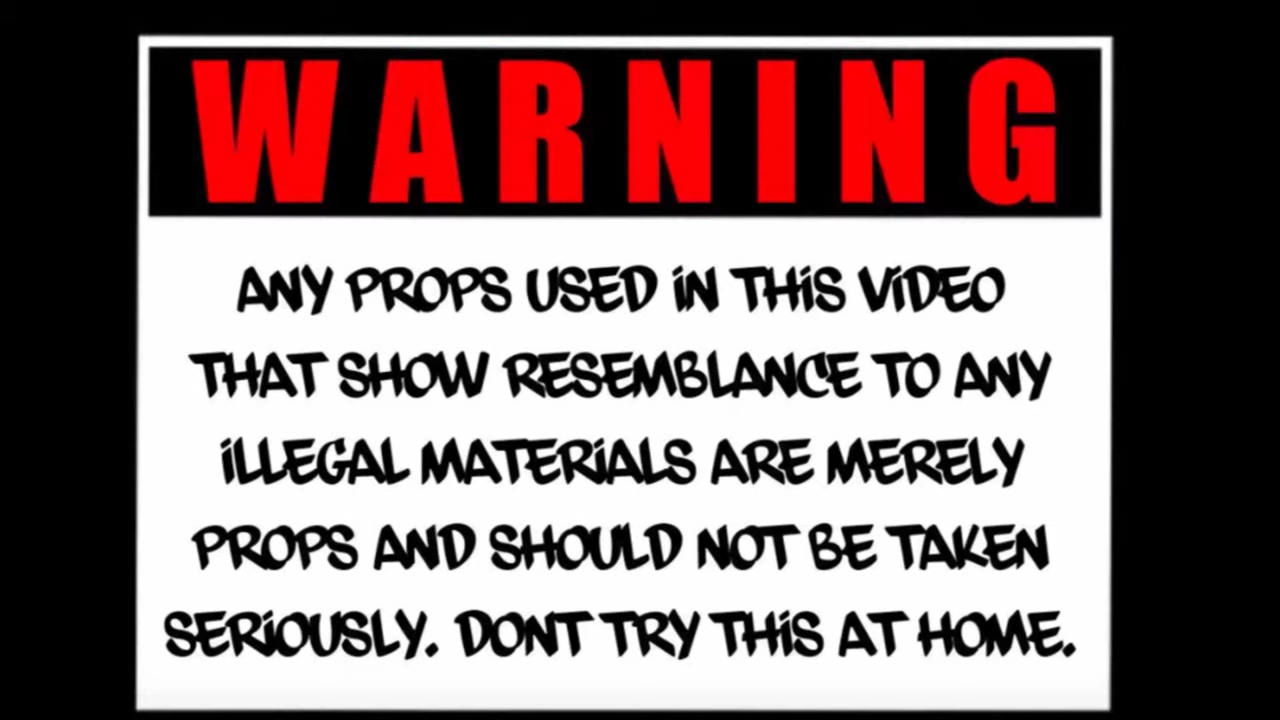 WARNING
ANY PROPS USED iN THiS ViDEO
THAT SHOW RESEMBLANCE TO ANY
iLLEGAL MATERiALS ARE MERELY
PROPS AND SHOULD NOT BE TAKEN
SERiOUSLY. DONT TRY THiS AT HOME.